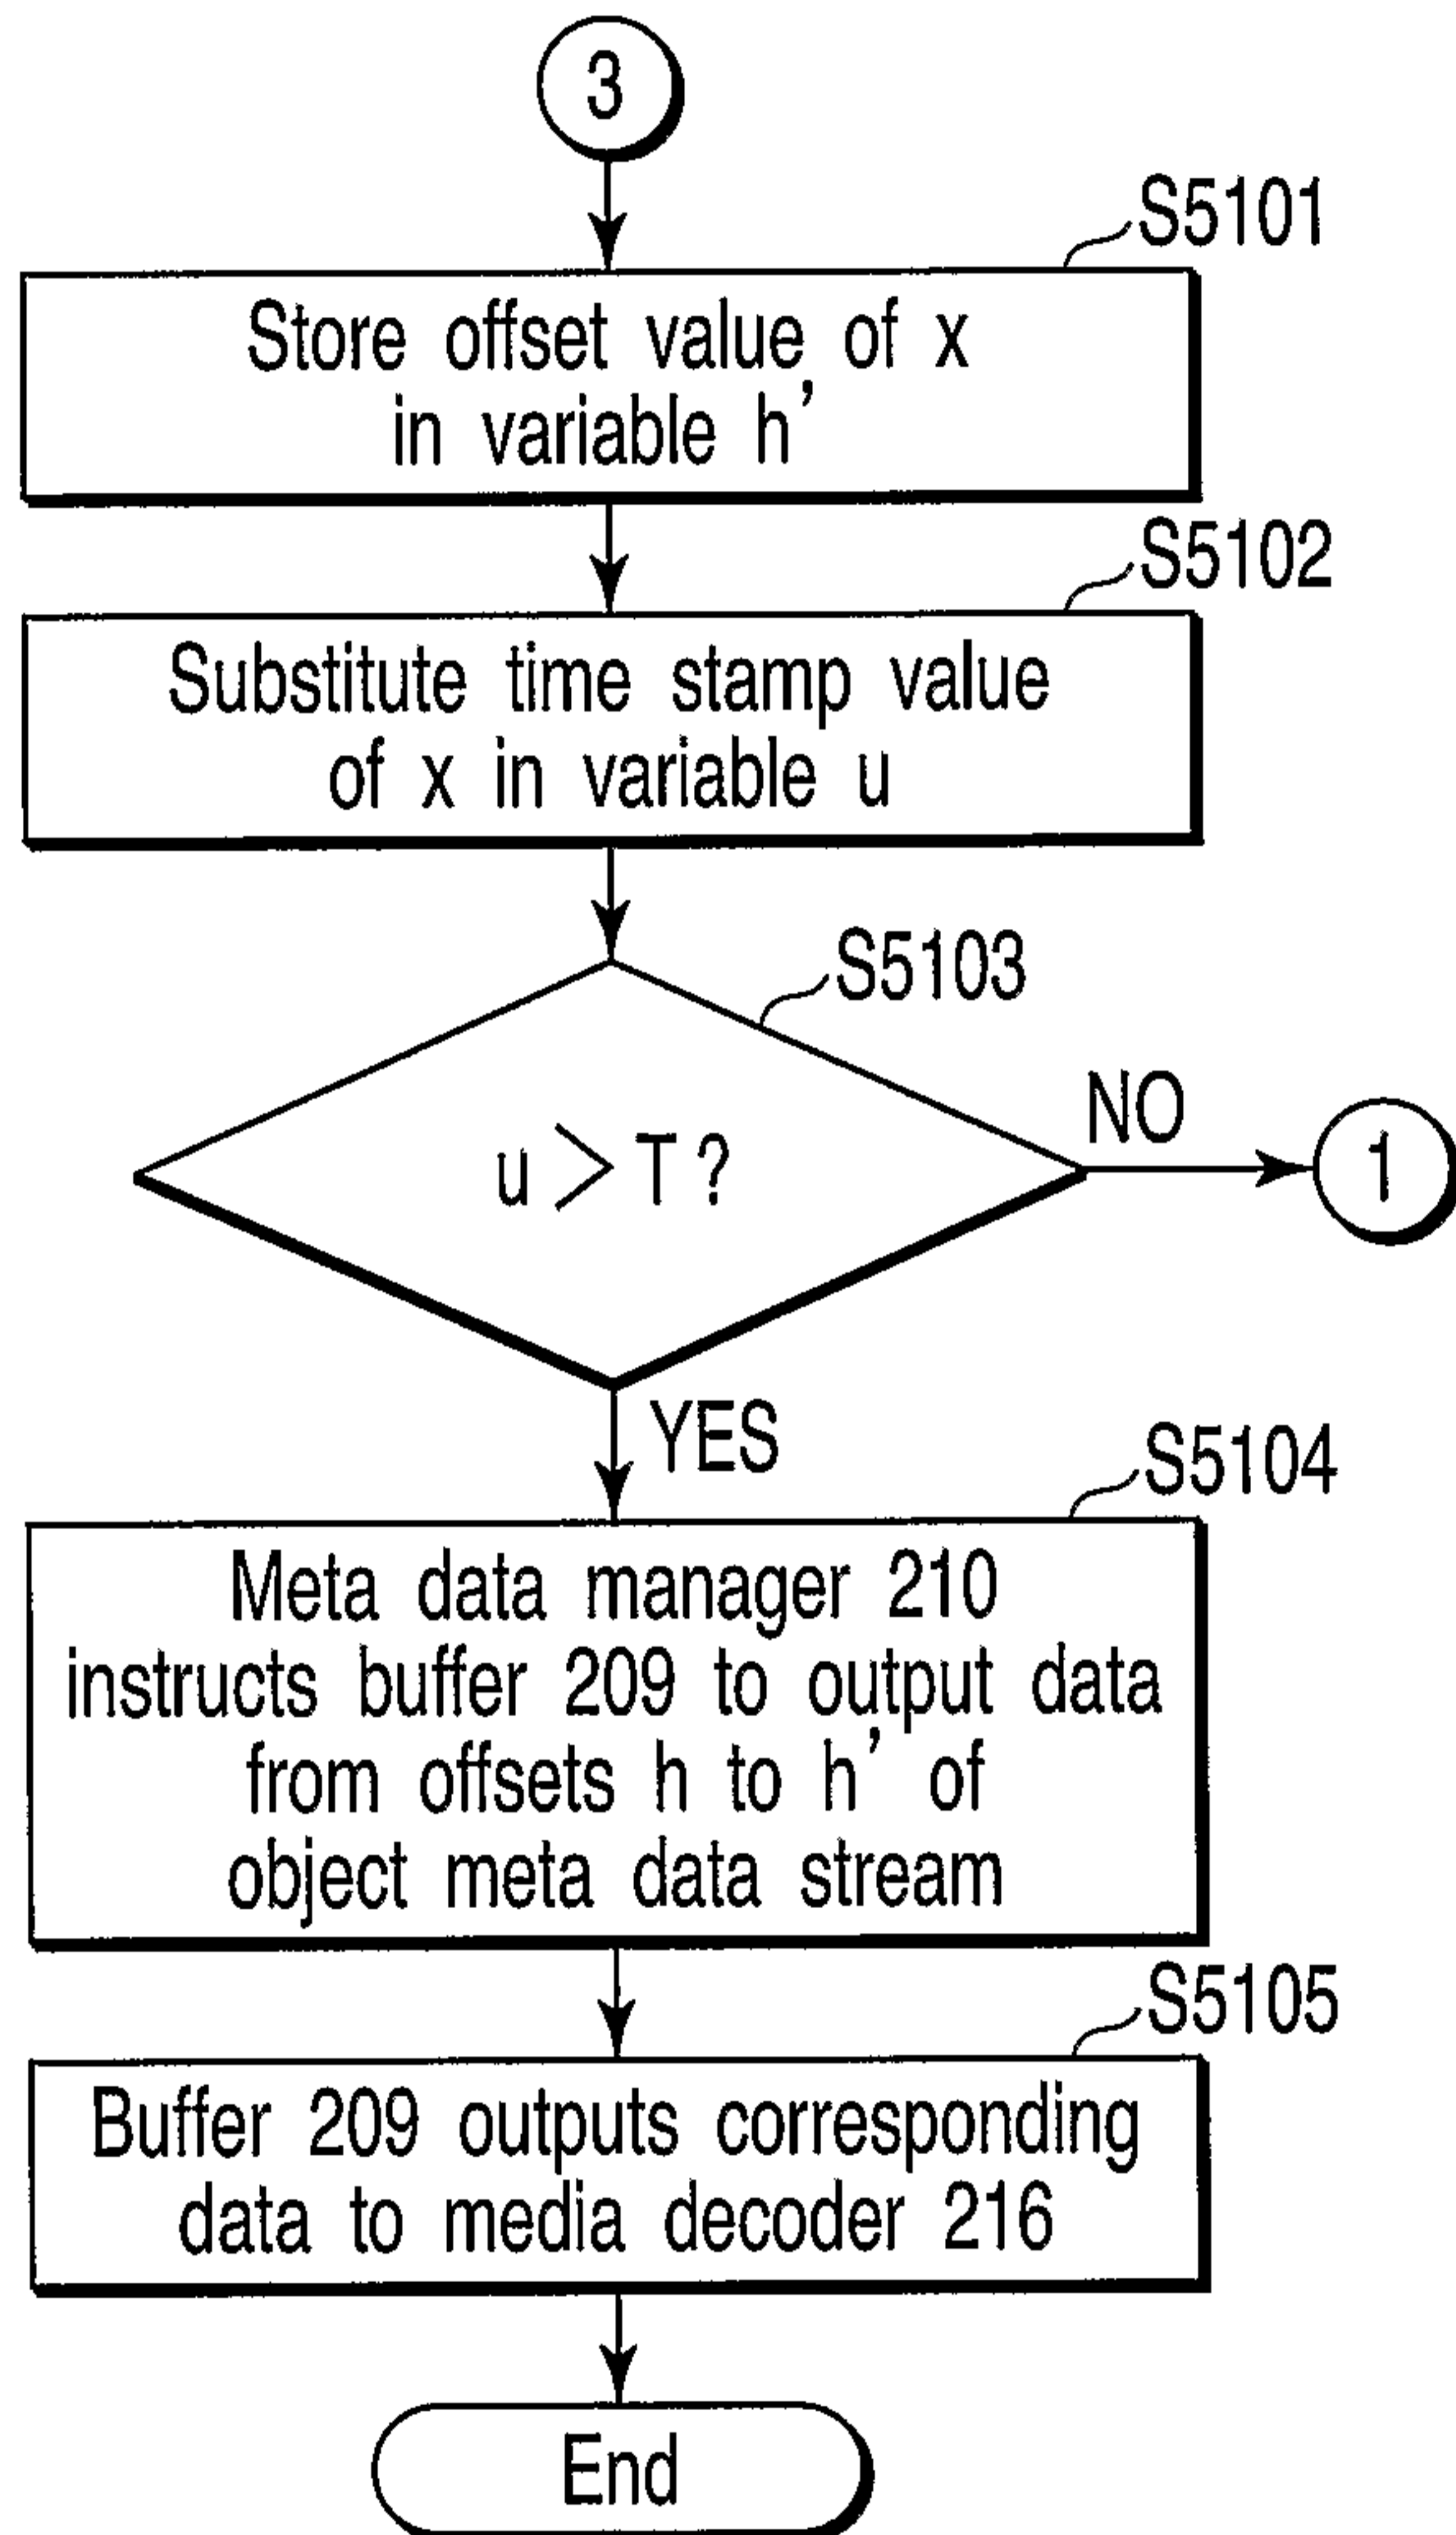 3
S5101
Store offset value of x
in variable h’
S5102
Substitute time stamp value
of x in variable u
S5103
u > T ?
NO
1
YES
S5104
Meta data manager 210
instructs buffer 209 to output data
from offsets h to h’ of
object meta data stream
S5105
Buffer 209 outputs corresponding
data to media decoder 216
End